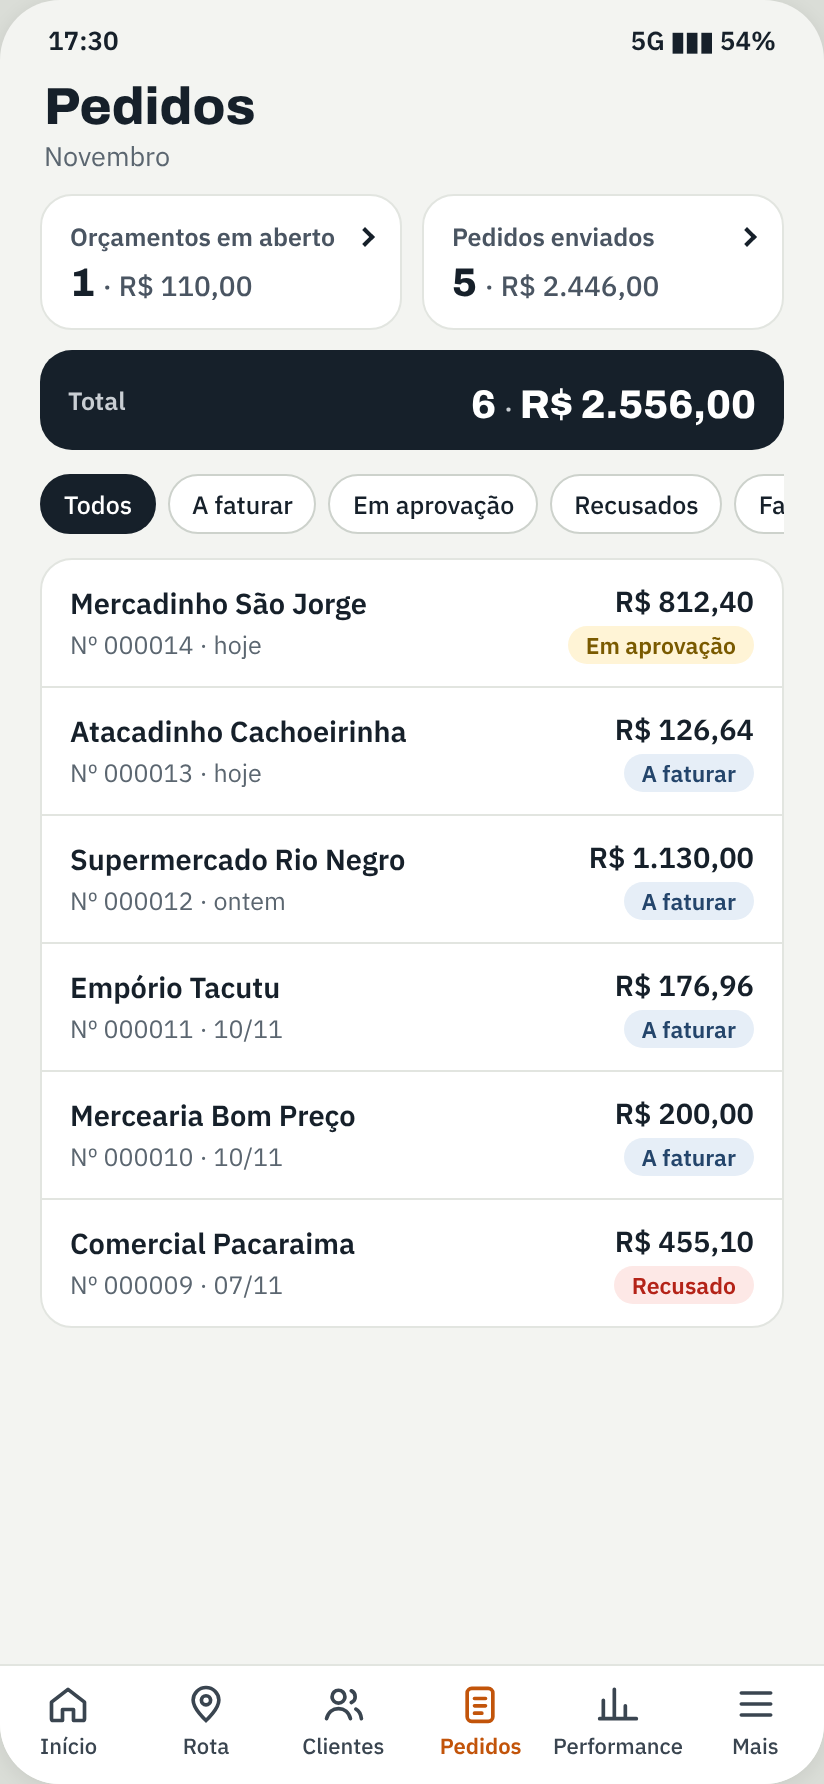 17:30
5G 54%
Pedidos
Novembro
Orçamentos em aberto
1 · R$ 110,00
Pedidos enviados
5 · R$ 2.446,00
Total
6 · R$ 2.556,00
Todos
A faturar
Em aprovação
Recusados
Fa
Mercadinho São Jorge
R$ 812,40
Nº 000014 · hoje
Em aprovação
Atacadinho Cachoeirinha
R$ 126,64
Nº 000013 · hoje
A faturar
Supermercado Rio Negro
R$ 1.130,00
Nº 000012 · ontem
A faturar
Empório Tacutu
R$ 176,96
Nº 000011 · 10/11
A faturar
Mercearia Bom Preço
R$ 200,00
Nº 000010 · 10/11
A faturar
Comercial Pacaraima
R$ 455,10
Nº 000009 · 07/11
Recusado
Início
Rota
Clientes
Pedidos
Performance
Mais